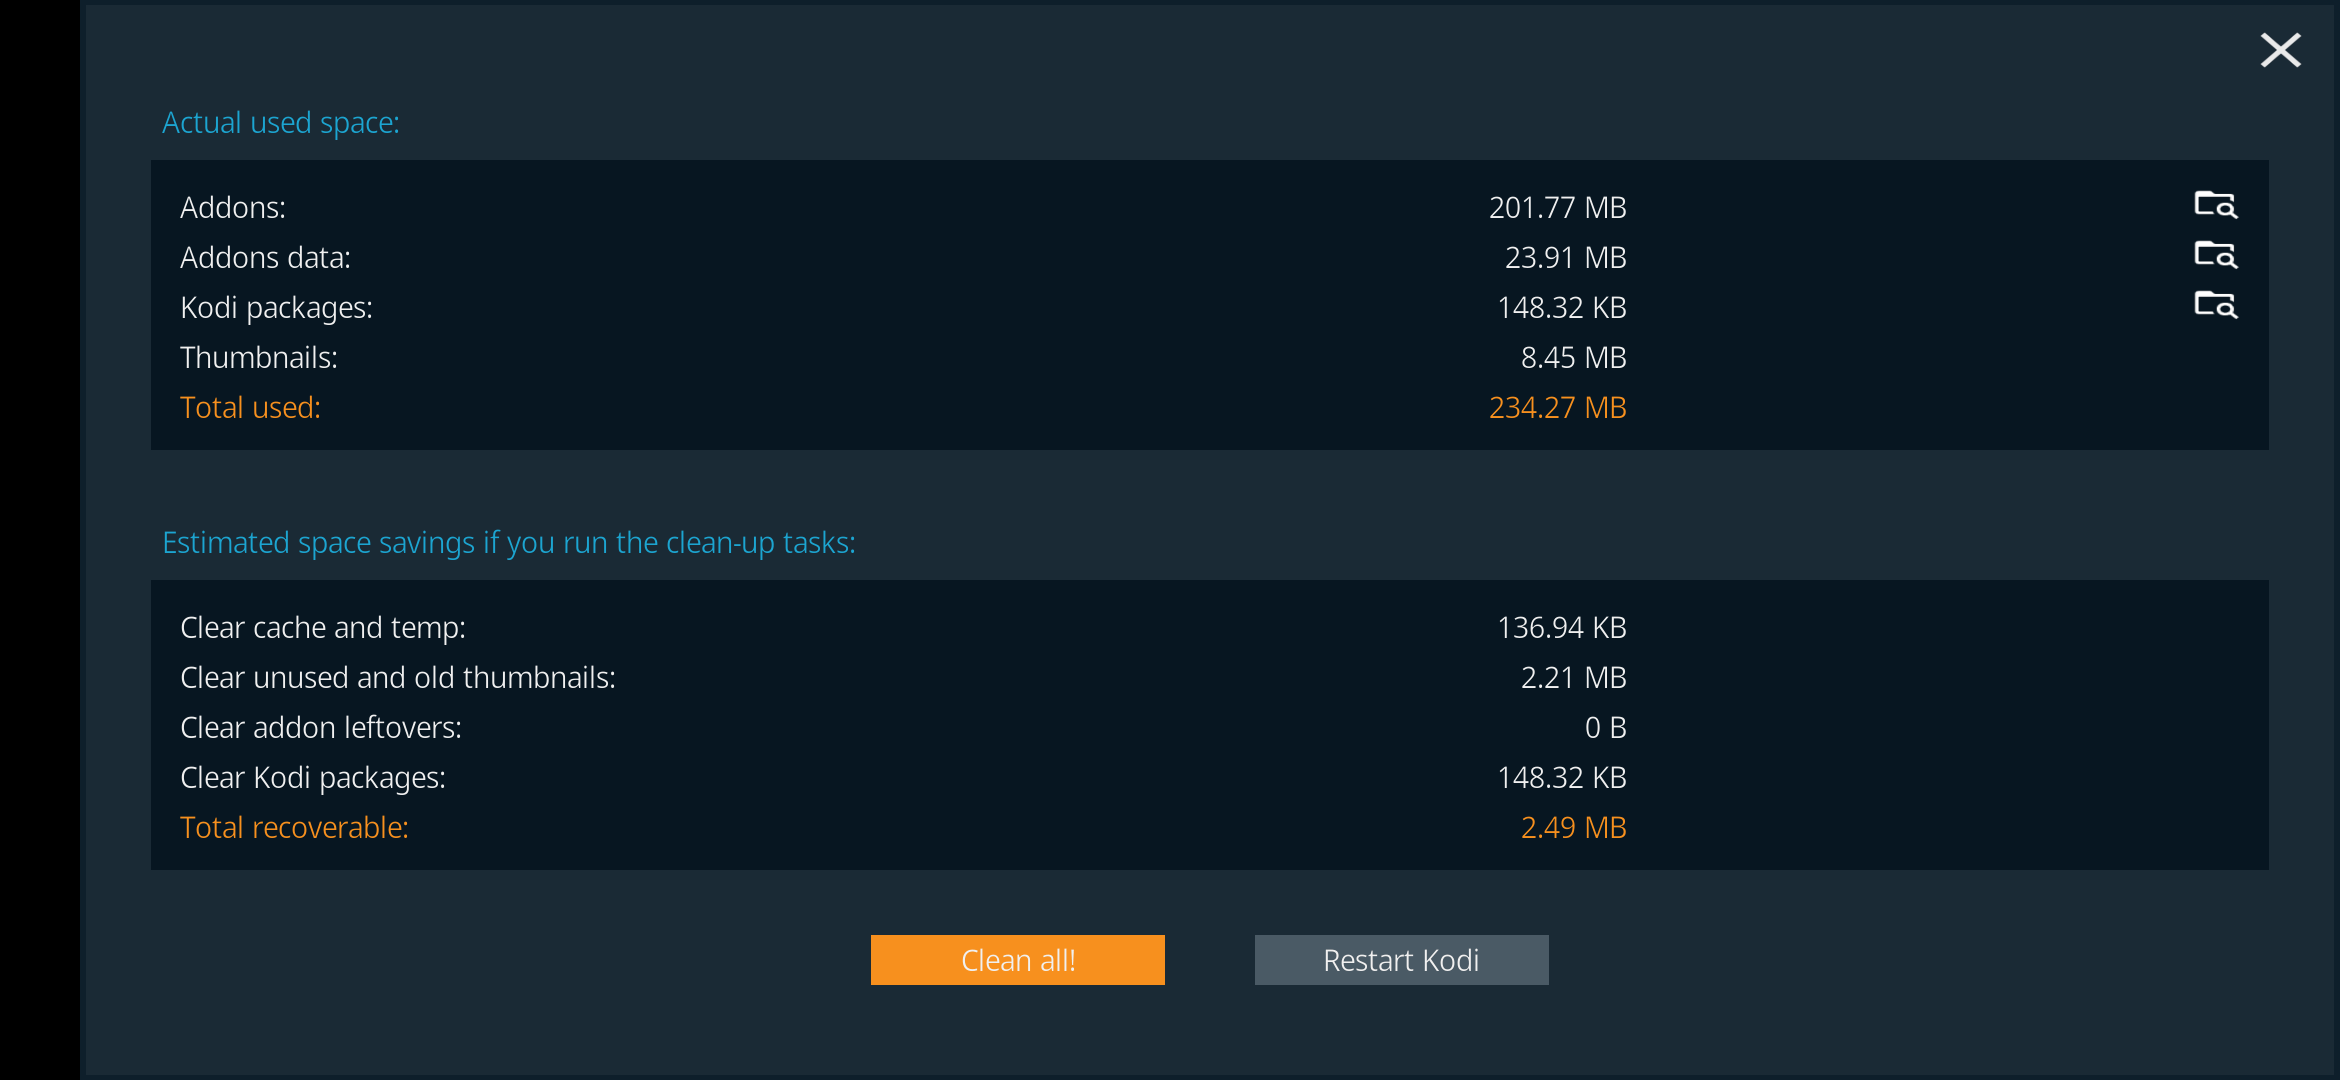 Actual used space:
Addons: 201.77 MB
Addons data: 23.91 MB
Kodi packages: 148.32 KB
Thumbnails: 8.45 MB
Total used: 234.27 MB
Estimated space savings if you run the clean-up tasks:
Clear cache and temp: 136.94 KB
Clear unused and old thumbnails: 2.21 MB
Clear addon leftovers: 0 B
Clear Kodi packages: 148.32 KB
Total recoverable: 2.49 MB
Clean all! Restart Kodi